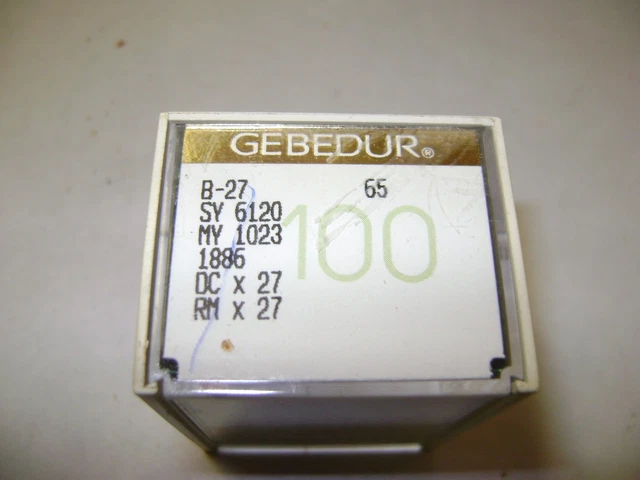 GEBEDUR®
B-27 65
SY 6120
MY 1023
1886
DC x 27
RM x 27
100